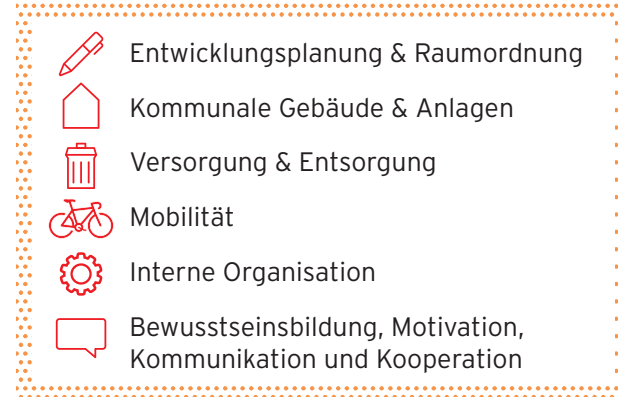 Entwicklungsplanung & Raumordnung
Kommunale Gebäude & Anlagen
Versorgung & Entsorgung
Mobilität
Interne Organisation
Bewusstseinsbildung, Motivation,
Kommunikation und Kooperation